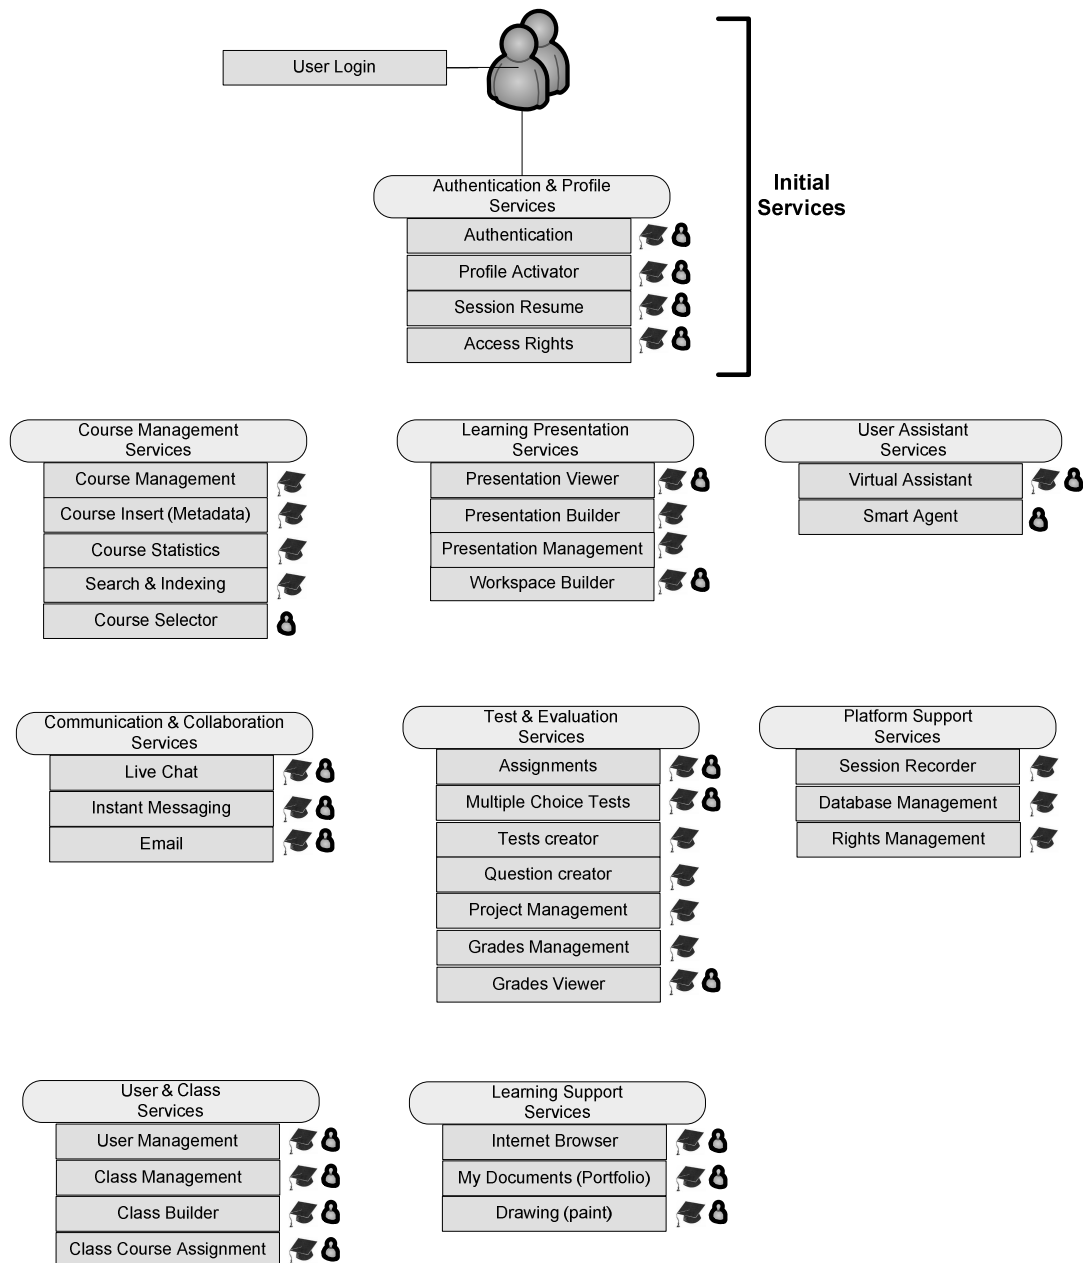 User Login
Initial
Services
Authentication & Profile
Services
Authentication
Profile Activator
Session Resume
Access Rights
Course Management
Services
Course Management
Course Insert (Metadata)
Course Statistics
Search & Indexing
Course Selector
Learning Presentation
Services
Presentation Viewer
Presentation Builder
Presentation Management
Workspace Builder
User Assistant
Services
Virtual Assistant
Smart Agent
Communication & Collaboration
Services
Live Chat
Instant Messaging
Email
Test & Evaluation
Services
Assignments
Multiple Choice Tests
Tests creator
Question creator
Project Management
Grades Management
Grades Viewer
Platform Support
Services
Session Recorder
Database Management
Rights Management
User & Class
Services
User Management
Class Management
Class Builder
Class Course Assignment
Learning Support
Services
Internet Browser
My Documents (Portfolio)
Drawing (paint)